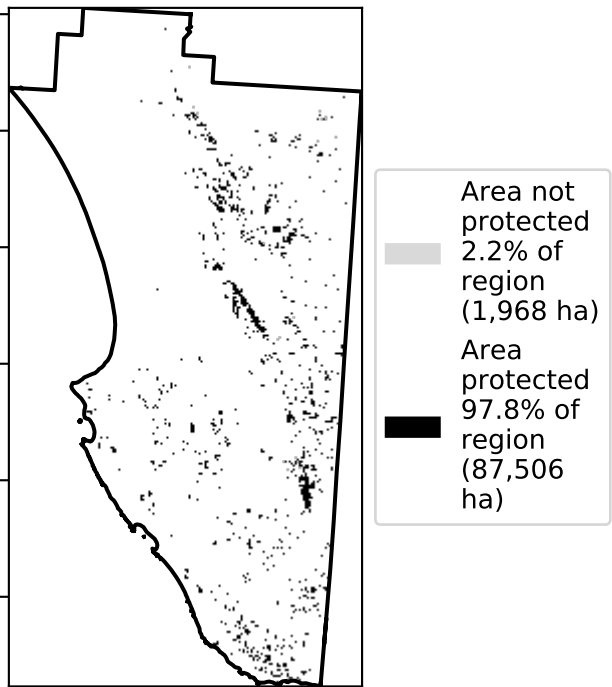 Area not
protected
2.2% of
region
(1,968 ha)
Area
protected
97.8% of
region
(87,506
ha)